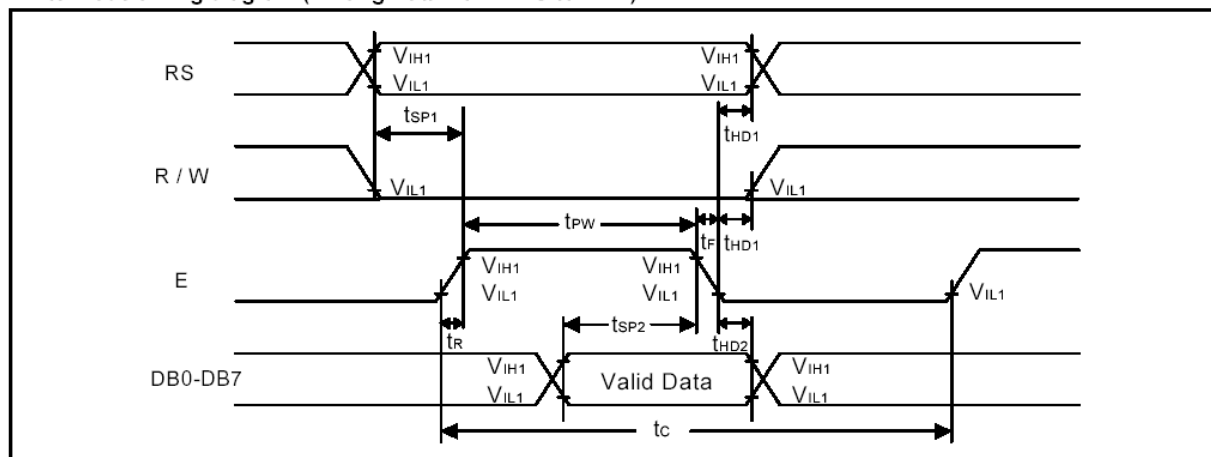 RS
VIH1
VIL1
VIH1
VIL1
tSP1
tHD1
R / W
VIL1
VIL1
tPW
tF
tHD1
E
VIH1
VIL1
VIH1
VIL1
VIL1
tR
tSP2
tHD2
DB0-DB7
VIH1
VIL1
Valid Data
VIH1
VIL1
tC